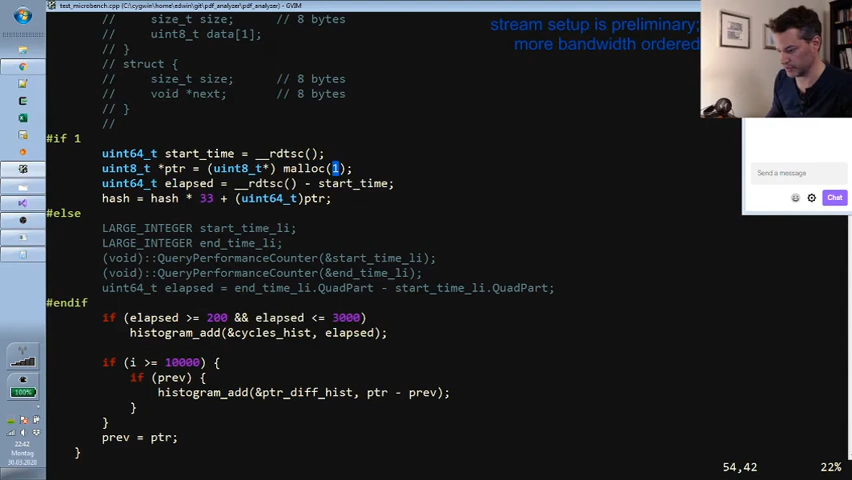 test_microbench.cpp (c:\cygwin\home\edwin\git\pdf_analyzer\pdf_analyzer) - GVIM
//     size_t size;   // 8 bytes
//     uint8_t data[1];
// }
// struct {
//     size_t size;   // 8 bytes
//     void *next;    // 8 bytes
// }
//
stream setup is preliminary;
more bandwidth ordered
#if 1
uint64_t start_time = __rdtsc();
uint8_t *ptr = (uint8_t*) malloc(1);
uint64_t elapsed = __rdtsc() - start_time;
hash = hash * 33 + (uint64_t)ptr;
#else
LARGE_INTEGER start_time_li;
LARGE_INTEGER end_time_li;
(void)::QueryPerformanceCounter(&start_time_li);
(void)::QueryPerformanceCounter(&end_time_li);
uint64_t elapsed = end_time_li.QuadPart - start_time_li.QuadPart;
#endif
if (elapsed >= 200 && elapsed <= 3000)
histogram_add(&cycles_hist, elapsed);
if (i >= 10000) {
if (prev) {
histogram_add(&ptr_diff_hist, ptr - prev);
}
}
prev = ptr;
}
54,42 22%
Send a message
Chat
100%
22:42
Montag
30.03.2020